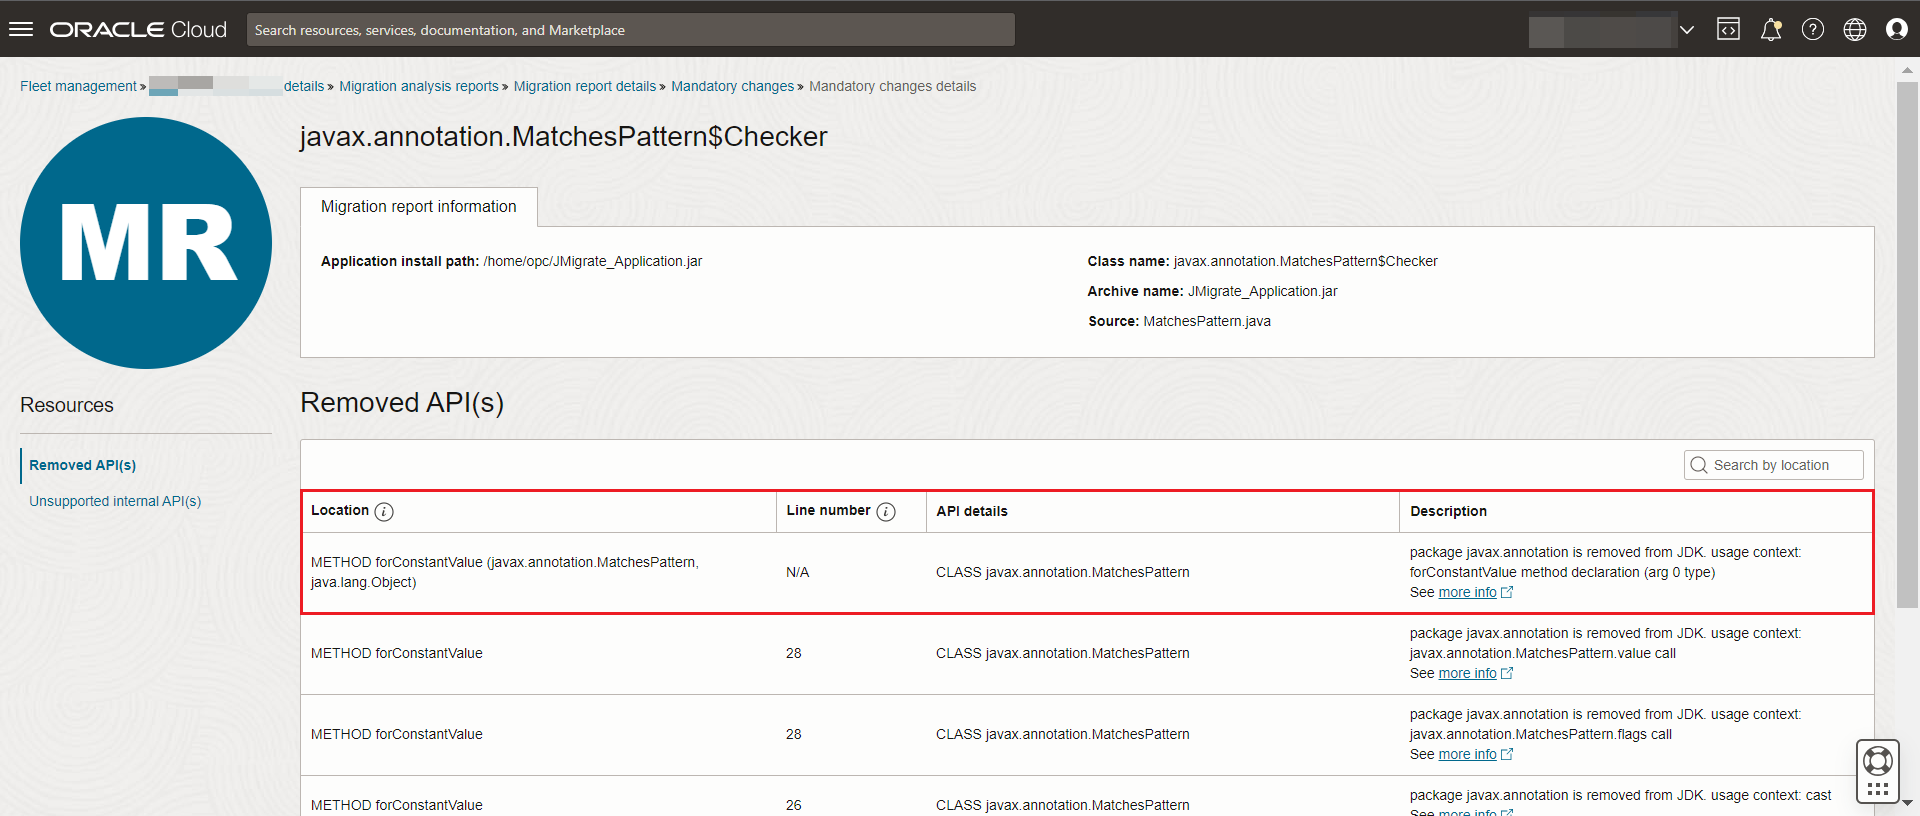 ORACLE Cloud
Search resources, services, documentation, and Marketplace
Fleet management » details » Migration analysis reports » Migration report details » Mandatory changes » Mandatory changes details
MR
javax.annotation.MatchesPattern$Checker
Migration report information
Application install path: /home/opc/JMigrate_Application.jar
Class name: javax.annotation.MatchesPattern$Checker
Archive name: JMigrate_Application.jar
Source: MatchesPattern.java
Resources
Removed API(s)
Unsupported internal API(s)
Removed API(s)
Search by location
Location i Line number i API details Description
METHOD forConstantValue (javax.annotation.MatchesPattern,
java.lang.Object)
N/A
CLASS javax.annotation.MatchesPattern
package javax.annotation is removed from JDK. usage context:
forConstantValue method declaration (arg 0 type)
See more info
METHOD forConstantValue
28
CLASS javax.annotation.MatchesPattern
package javax.annotation is removed from JDK. usage context:
javax.annotation.MatchesPattern.value call
See more info
METHOD forConstantValue
28
CLASS javax.annotation.MatchesPattern
package javax.annotation is removed from JDK. usage context:
javax.annotation.MatchesPattern.flags call
See more info
METHOD forConstantValue
26
CLASS javax.annotation.MatchesPattern
package javax.annotation is removed from JDK. usage context: cast
See more info